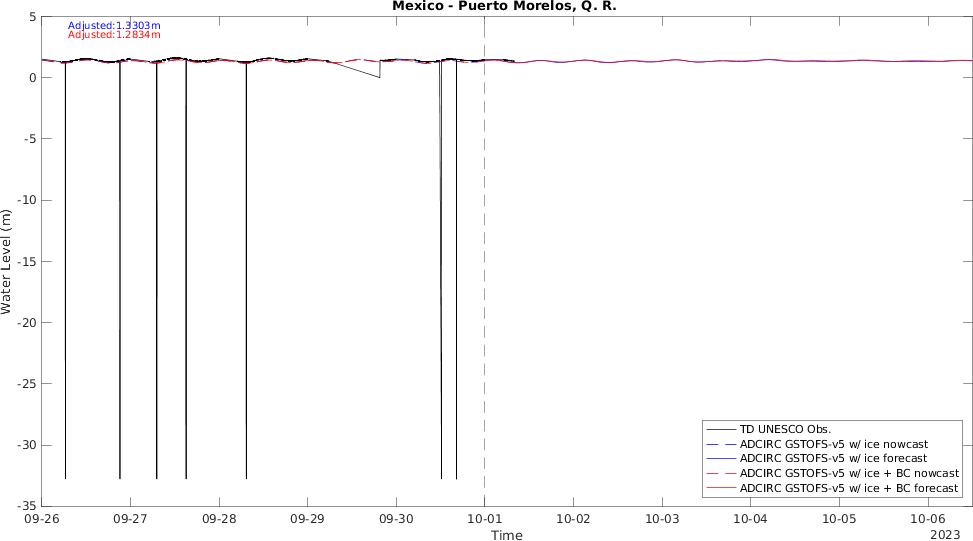 Mexico - Puerto Morelos, Q. R.
Adjusted:1.3303m
Adjusted:1.2834m
5
0
-5
-10
-15
-20
-25
-30
-35
Water Level (m)
TD UNESCO Obs.
ADCIRC GSTOFS-v5 w/ ice nowcast
ADCIRC GSTOFS-v5 w/ ice forecast
ADCIRC GSTOFS-v5 w/ ice + BC nowcast
ADCIRC GSTOFS-v5 w/ ice + BC forecast
09-26 09-27 09-28 09-29 09-30 10-01 10-02 10-03 10-04 10-05 10-06
Time
2023